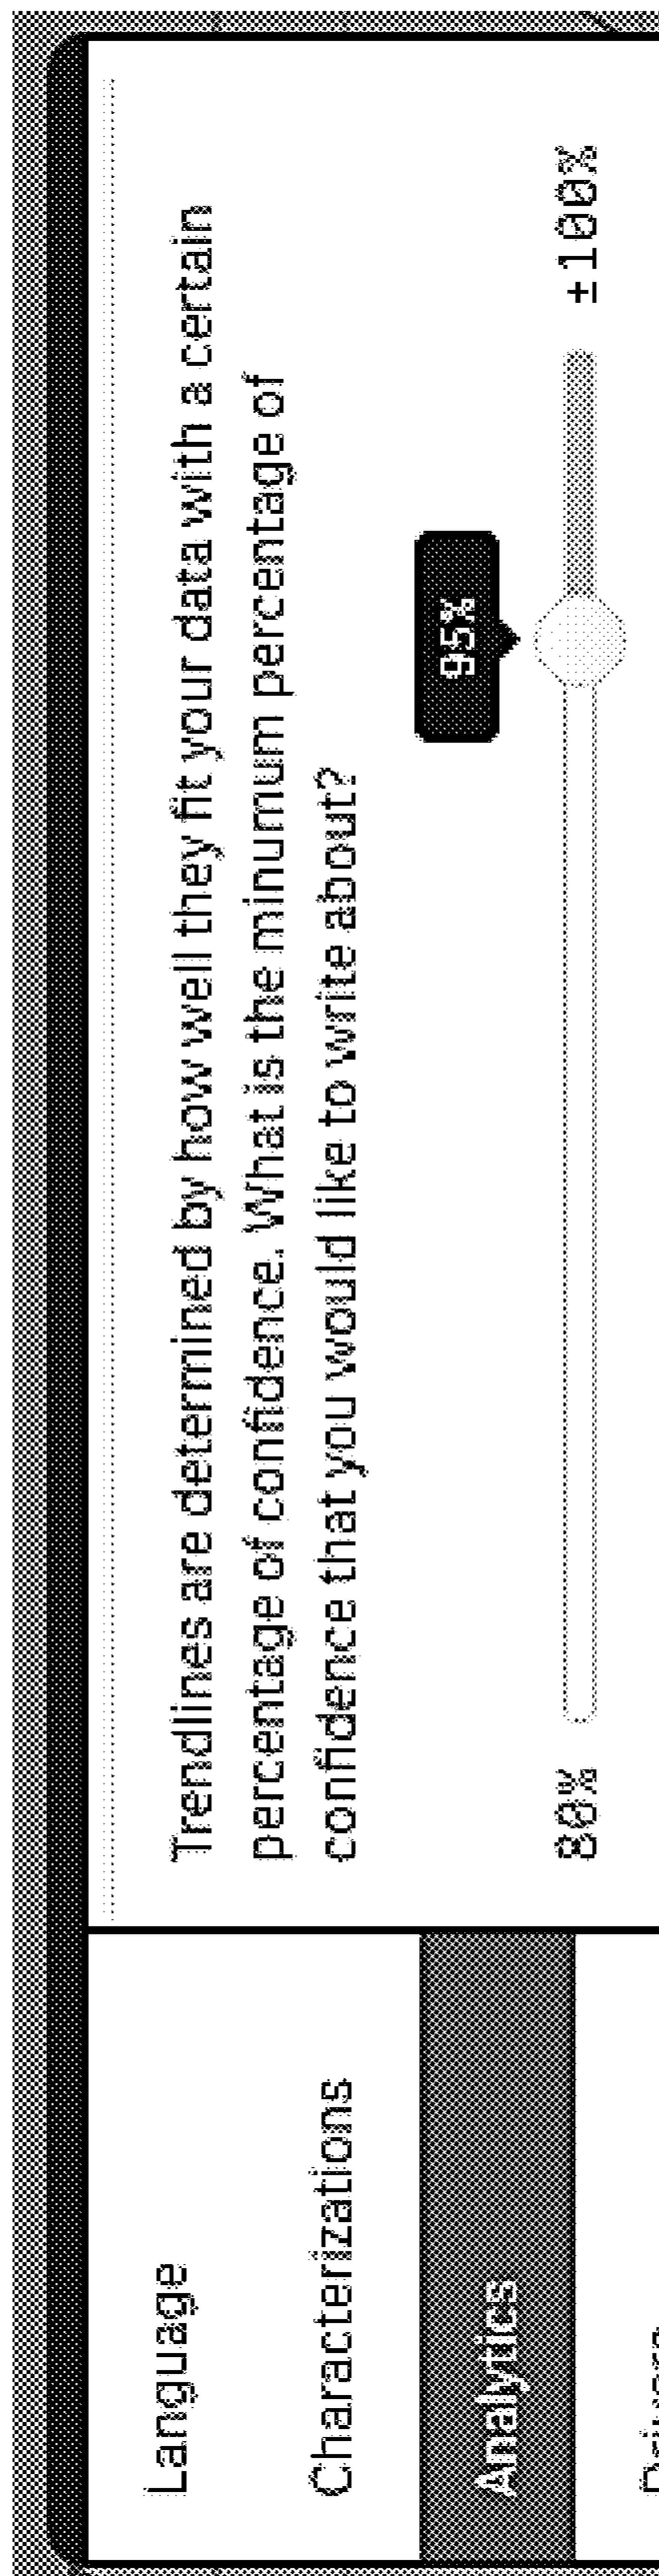 Language
Characterizations
Analytics
Trendlines are determined by how well they fit your data with a certain
percentage of confidence. What is the minumum percentage of
confidence that you would like to write about?
95%
80%
±100%